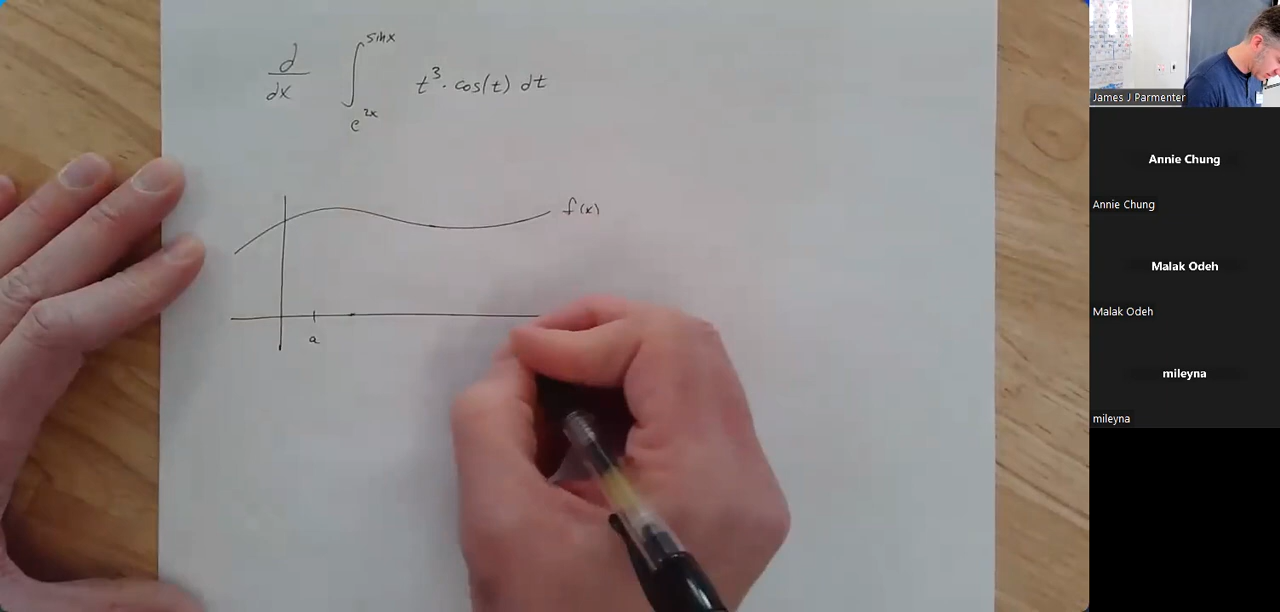 d/dx ∫_{e^{2x}}^{sin x} t³ · cos(t) dt
f(x)
a
James J Parmenter
Annie Chung
Annie Chung
Malak Odeh
Malak Odeh
mileyna
mileyna